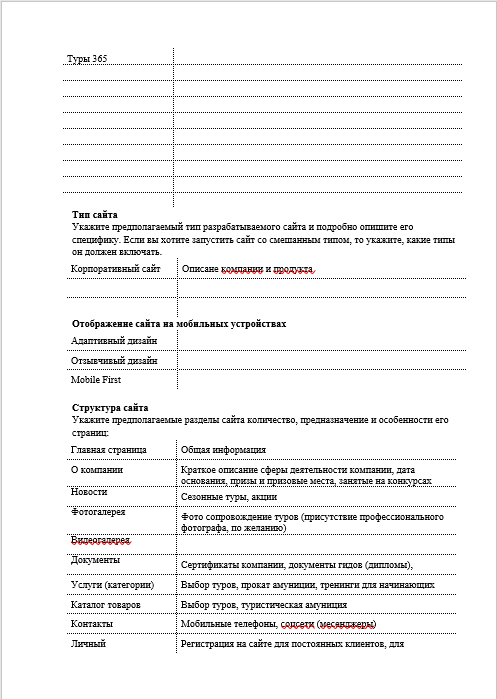 Туры 365
Тип сайта
Укажите предполагаемый тип разрабатываемого сайта и подробно опишите его
специфику. Если вы хотите запустить сайт со смешанным типом, то укажите, какие типы
он должен включать.
Корпоративный сайт Описане компании и продукта
Отображение сайта на мобильных устройствах
Адаптивный дизайн
Отзывчивый дизайн
Mobile First
Структура сайта
Укажите предполагаемые разделы сайта количество, предназначение и особенности его
страниц:
Главная страница Общая информация
О компании Краткое описание сферы деятельности компании, дата
основания, призы и призовые места, занятые на конкурсах
Новости Сезонные туры, акции
Фотогалерея Фото сопровождение туров (присутствие профессионального
фотографа, по желанию)
Видеогалерея
Документы Сертификаты компании, документы гидов (дипломы),
Услуги (категории) Выбор туров, прокат амуниции, тренинги для начинающих
Каталог товаров Выбор туров, туристическая амуниция
Контакты Мобильные телефоны, соцсети (месенджеры)
Личный Регистрация на сайте для постоянных клиентов, для